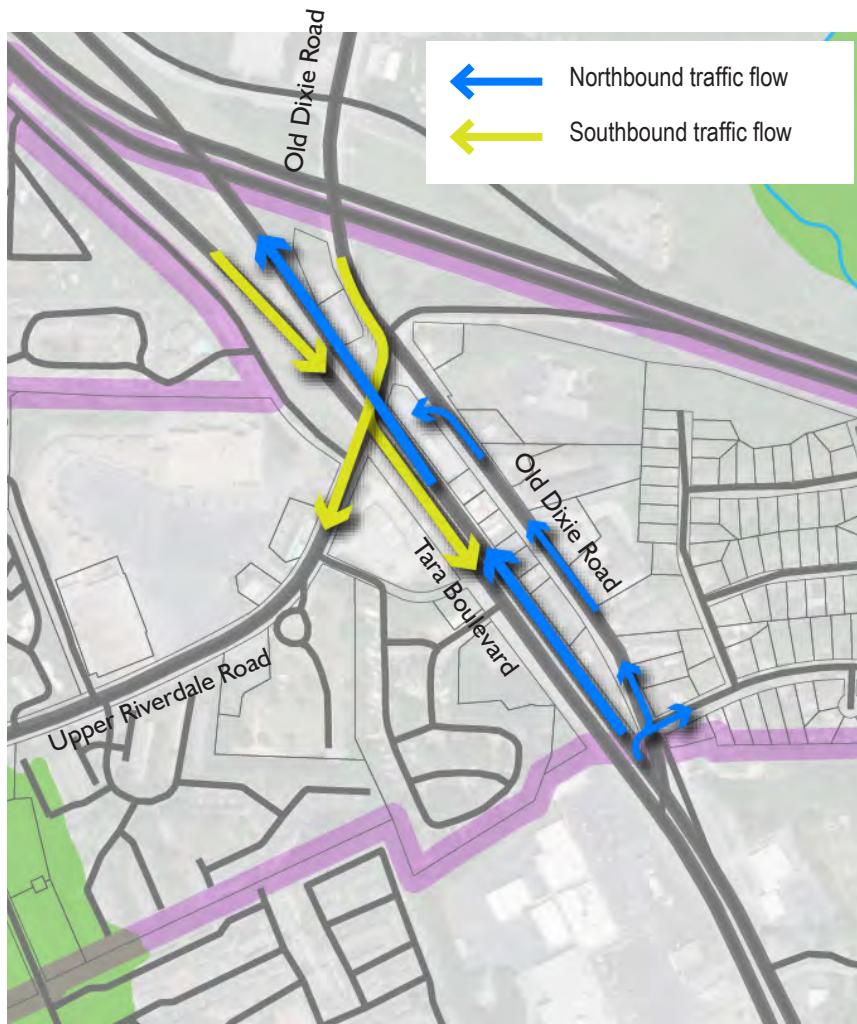 Old Dixie Road
Northbound traffic flow
Southbound traffic flow
Old Dixie Road
Tara Boulevard
Upper Riverdale Road